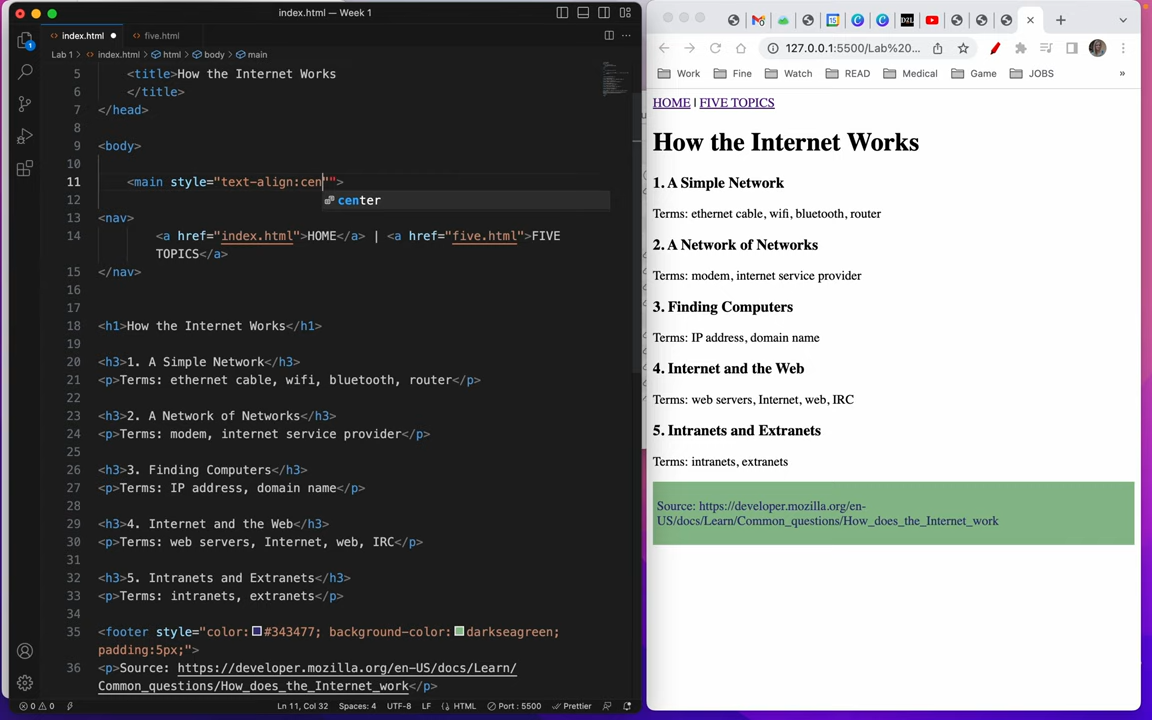 index.html — Week 1
index.html
five.html
Lab 1 > index.html > html > body > main
5 <title>How the Internet Works
6 </title>
7 </head>
8
9 <body>
10
11 <main style="text-align:cen"">
center
12
13 <nav>
14 <a href="index.html">HOME</a> | <a href="five.html">FIVE
TOPICS</a>
15 </nav>
16
17
18 <h1>How the Internet Works</h1>
19
20 <h3>1. A Simple Network</h3>
21 <p>Terms: ethernet cable, wifi, bluetooth, router</p>
22
23 <h3>2. A Network of Networks</h3>
24 <p>Terms: modem, internet service provider</p>
25
26 <h3>3. Finding Computers</h3>
27 <p>Terms: IP address, domain name</p>
28
29 <h3>4. Internet and the Web</h3>
30 <p>Terms: web servers, Internet, web, IRC</p>
31
32 <h3>5. Intranets and Extranets</h3>
33 <p>Terms: intranets, extranets</p>
34
35 <footer style="color:#343477; background-color:darkseagreen;
padding:5px;">
36 <p>Source: https://developer.mozilla.org/en-US/docs/Learn/
Common_questions/How_does_the_Internet_work</p>
0 0 Ln 11, Col 32 Spaces: 4 UTF-8 LF {} HTML Port : 5500 Prettier
127.0.0.1:5500/Lab%20...
Work Fine Watch READ Medical Game JOBS »
HOME | FIVE TOPICS
How the Internet Works
1. A Simple Network
Terms: ethernet cable, wifi, bluetooth, router
2. A Network of Networks
Terms: modem, internet service provider
3. Finding Computers
Terms: IP address, domain name
4. Internet and the Web
Terms: web servers, Internet, web, IRC
5. Intranets and Extranets
Terms: intranets, extranets
Source: https://developer.mozilla.org/en-
US/docs/Learn/Common_questions/How_does_the_Internet_work